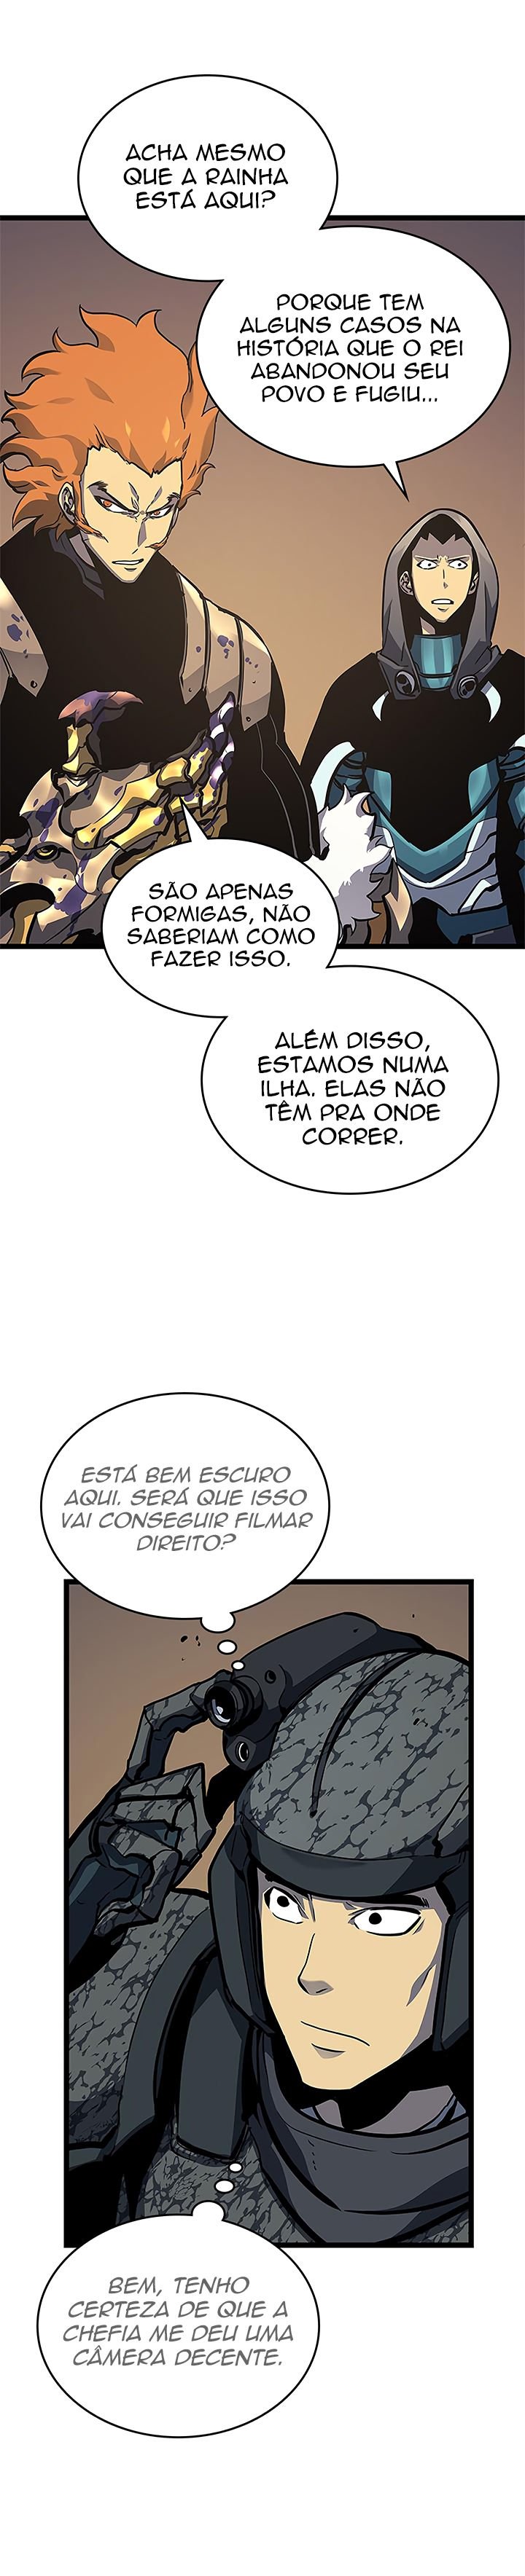 ACHA MESMO
QUE A RAINHA
ESTÁ AQUI?
PORQUE TEM
ALGUNS CASOS NA
HISTÓRIA QUE O REI
ABANDONOU SEU
POVO E FUGIU...
SÃO APENAS
FORMIGAS, NÃO
SABERIAM COMO
FAZER ISSO.
ALÉM DISSO,
ESTAMOS NUMA
ILHA. ELAS NÃO
TÊM PRA ONDE
CORRER.
ESTÁ BEM ESCURO
AQUI. SERÁ QUE ISSO
VAI CONSEGUIR FILMAR
DIREITO?
BEM, TENHO
CERTEZA DE QUE A
CHEFIA ME DEU UMA
CÂMERA DECENTE.